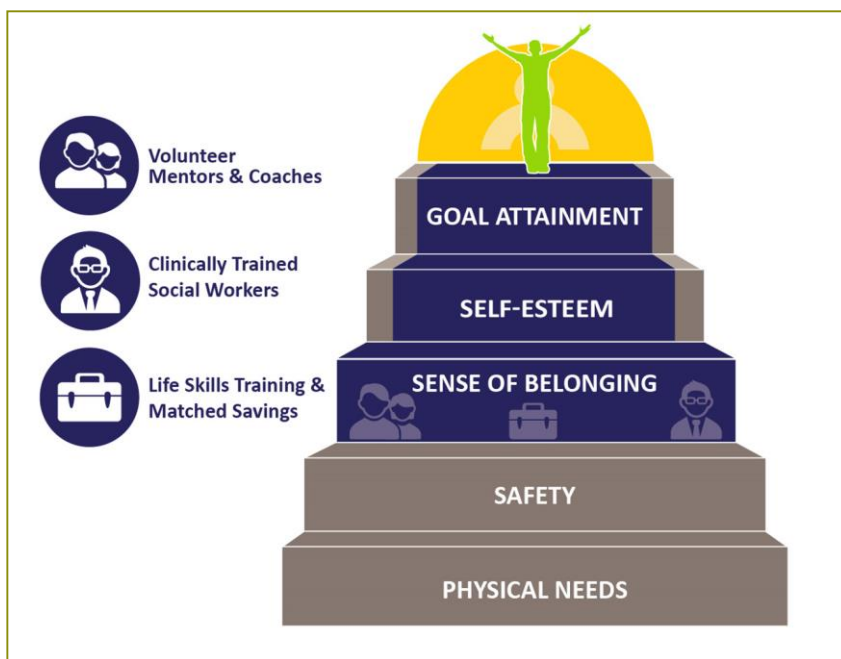 Volunteer
Mentors & Coaches
Clinically Trained
Social Workers
Life Skills Training &
Matched Savings
GOAL ATTAINMENT
SELF-ESTEEM
SENSE OF BELONGING
SAFETY
PHYSICAL NEEDS